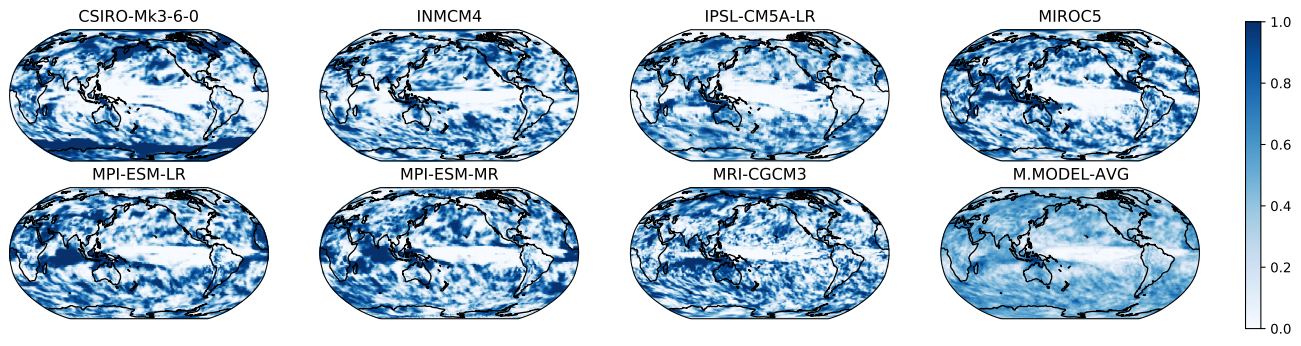 CSIRO-Mk3-6-0
INMCM4
IPSL-CM5A-LR
MIROC5
MPI-ESM-LR
MPI-ESM-MR
MRI-CGCM3
M.MODEL-AVG
1.0
0.8
0.6
0.4
0.2
0.0